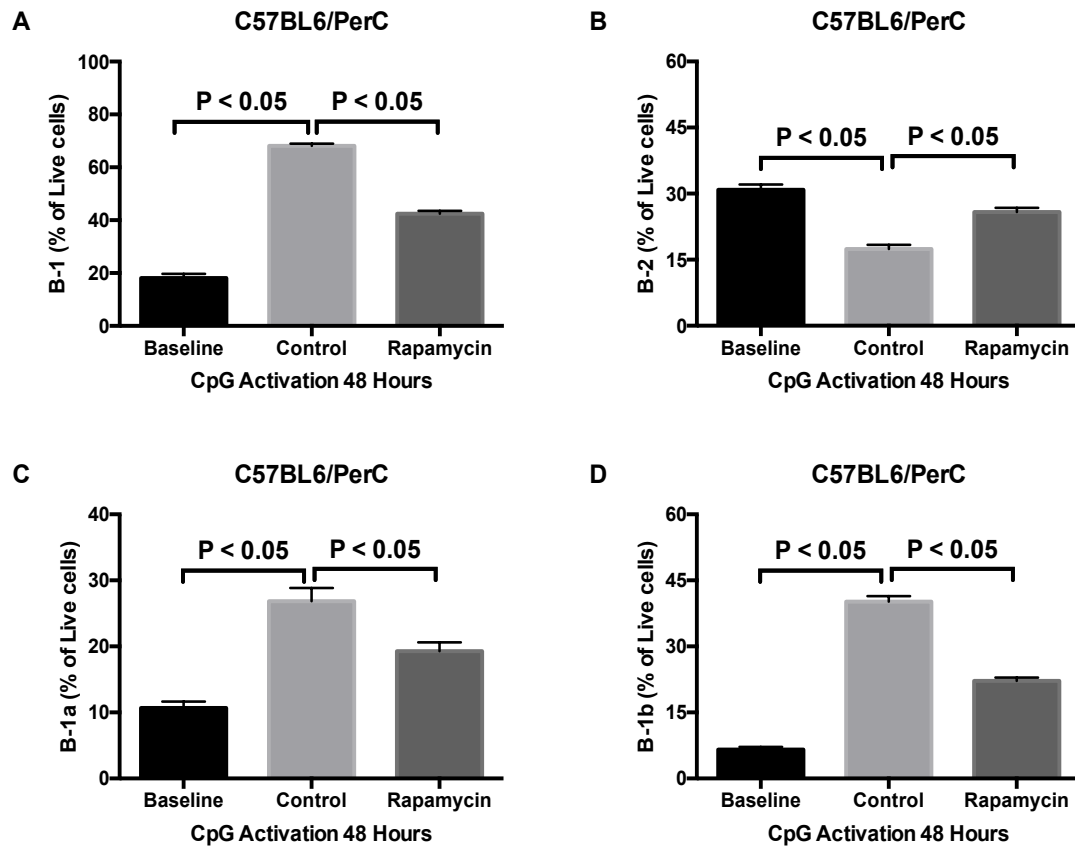 A
C57BL6/PerC
B-1 (% of Live cells)
100
80
60
40
20
0
P < 0.05
P < 0.05
Baseline
Control
Rapamycin
CpG Activation 48 Hours
B
C57BL6/PerC
B-2 (% of Live cells)
60
45
30
15
0
P < 0.05
P < 0.05
Baseline
Control
Rapamycin
CpG Activation 48 Hours
C
C57BL6/PerC
B-1a (% of Live cells)
40
30
20
10
0
P < 0.05
P < 0.05
Baseline
Control
Rapamycin
CpG Activation 48 Hours
D
C57BL6/PerC
B-1b (% of Live cells)
60
45
30
15
0
P < 0.05
P < 0.05
Baseline
Control
Rapamycin
CpG Activation 48 Hours